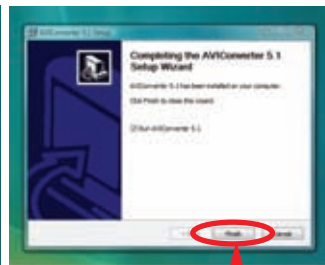 AVIConverter 5.1 Setup
Completing the AVIConverter 5.1
Setup Wizard
AVIConverter 5.1 has been installed on your computer.
Click Finish to close this wizard.
Run AVIConverter 5.1
Finish
Cancel